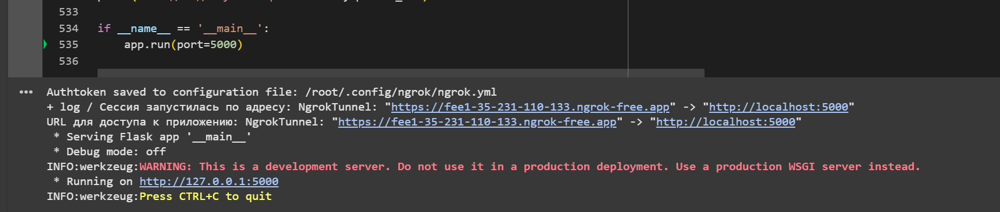 533
534 if __name__ == '__main__':
535 app.run(port=5000)
536
••• Authtoken saved to configuration file: /root/.config/ngrok/ngrok.yml
+ log / Сессия запустилась по адресу: NgrokTunnel: "https://fee1-35-231-110-133.ngrok-free.app" -> "http://localhost:5000"
URL для доступа к приложению: NgrokTunnel: "https://fee1-35-231-110-133.ngrok-free.app" -> "http://localhost:5000"
* Serving Flask app '__main__'
* Debug mode: off
INFO:werkzeug:WARNING: This is a development server. Do not use it in a production deployment. Use a production WSGI server instead.
* Running on http://127.0.0.1:5000
INFO:werkzeug:Press CTRL+C to quit